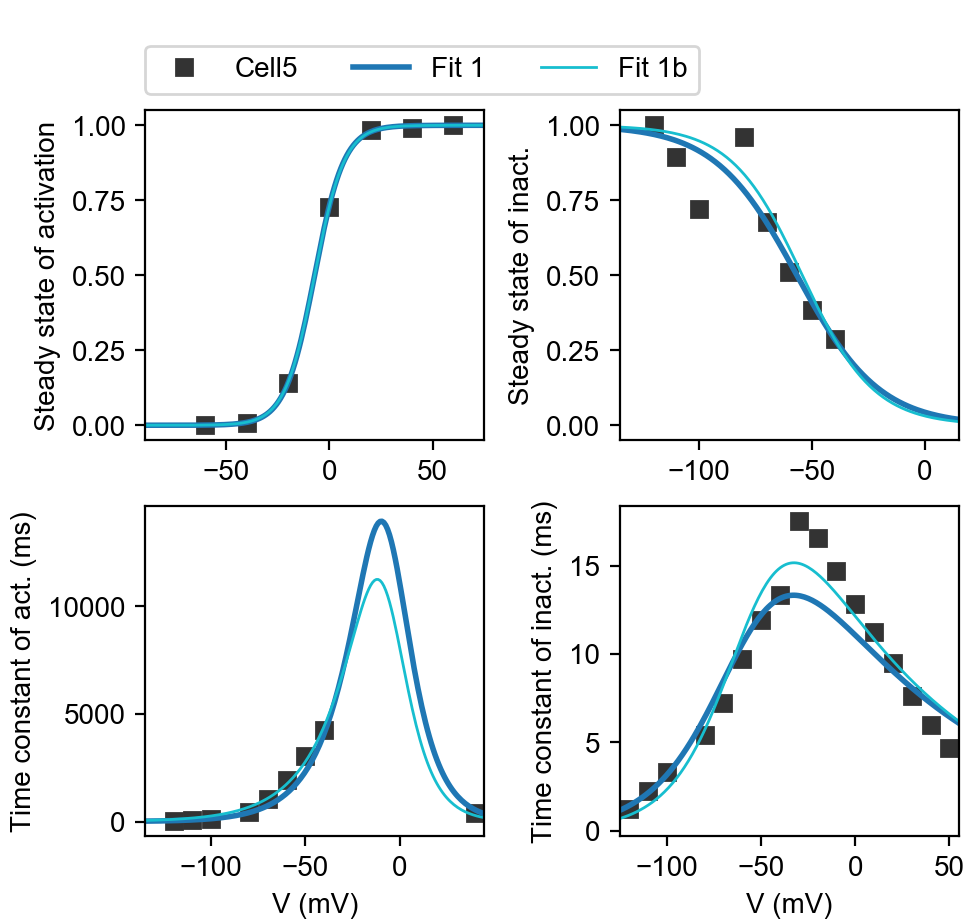 Cell5 Fit 1 Fit 1b
Steady state of activation
1.00
0.75
0.50
0.25
0.00
−50 0 50
Steady state of inact.
1.00
0.75
0.50
0.25
0.00
−100 −50 0
Time constant of act. (ms)
10000
5000
0
−100 −50 0
V (mV)
Time constant of inact. (ms)
15
10
5
0
−100 −50 0 50
V (mV)